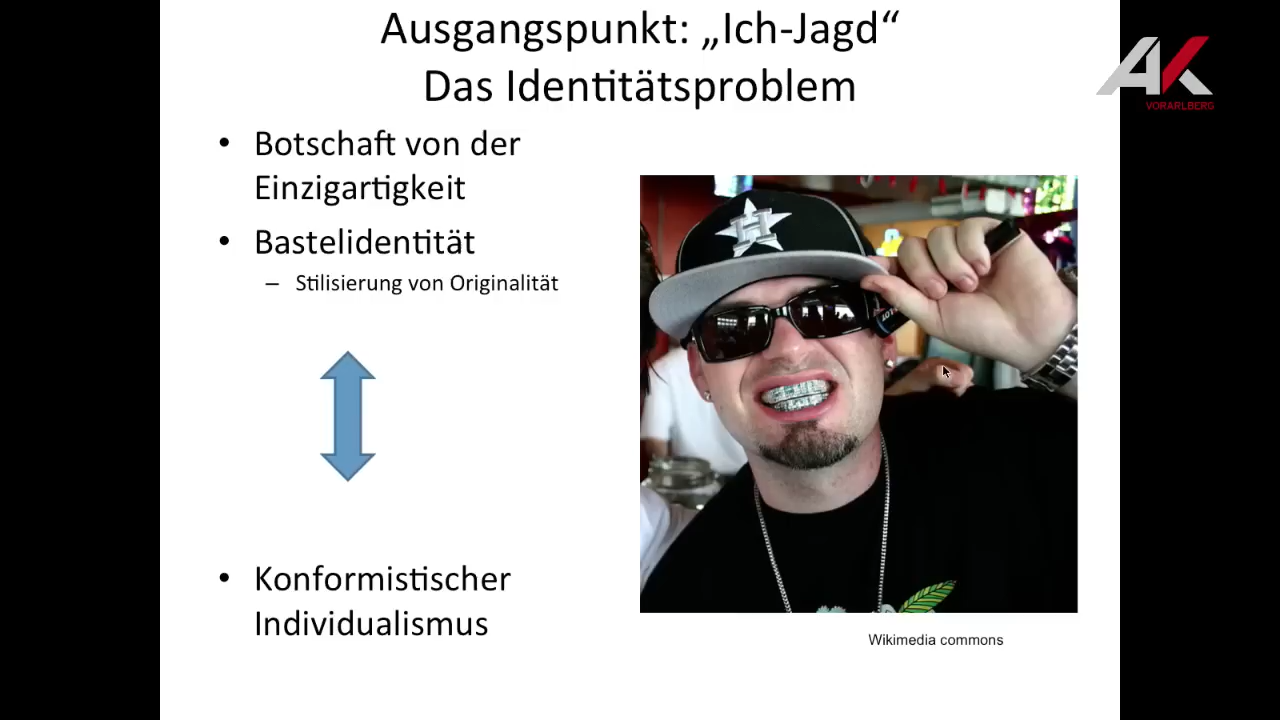 Ausgangspunkt: „Ich-Jagd“
Das Identitätsproblem
AK
VORARLBERG
• Botschaft von der
Einzigartigkeit
• Bastelidentität
– Stilisierung von Originalität
H
• Konformistischer
Individualismus
Wikimedia commons